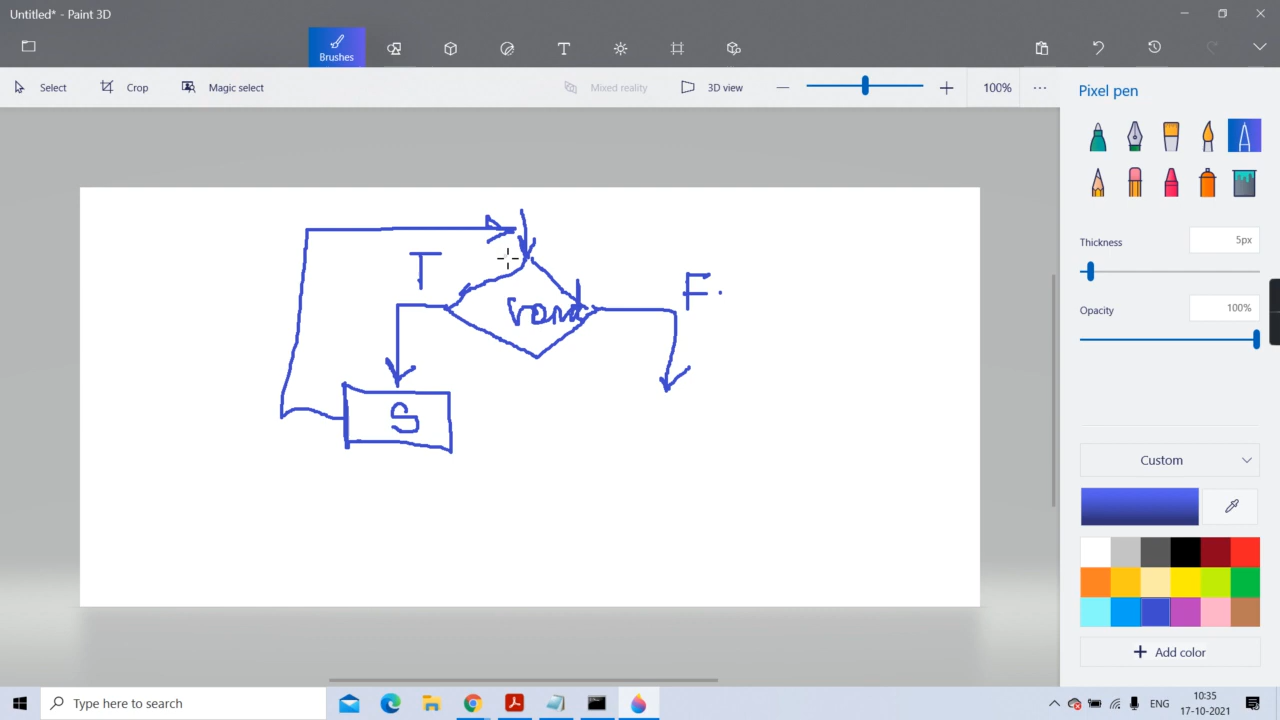 Untitled* - Paint 3D
Brushes
Select
Crop
Magic select
Mixed reality
3D view
100%
Pixel pen
Thickness
5px
Opacity
100%
Custom
Add color
T
F.
S
Type here to search
ENG
10:35
17-10-2021